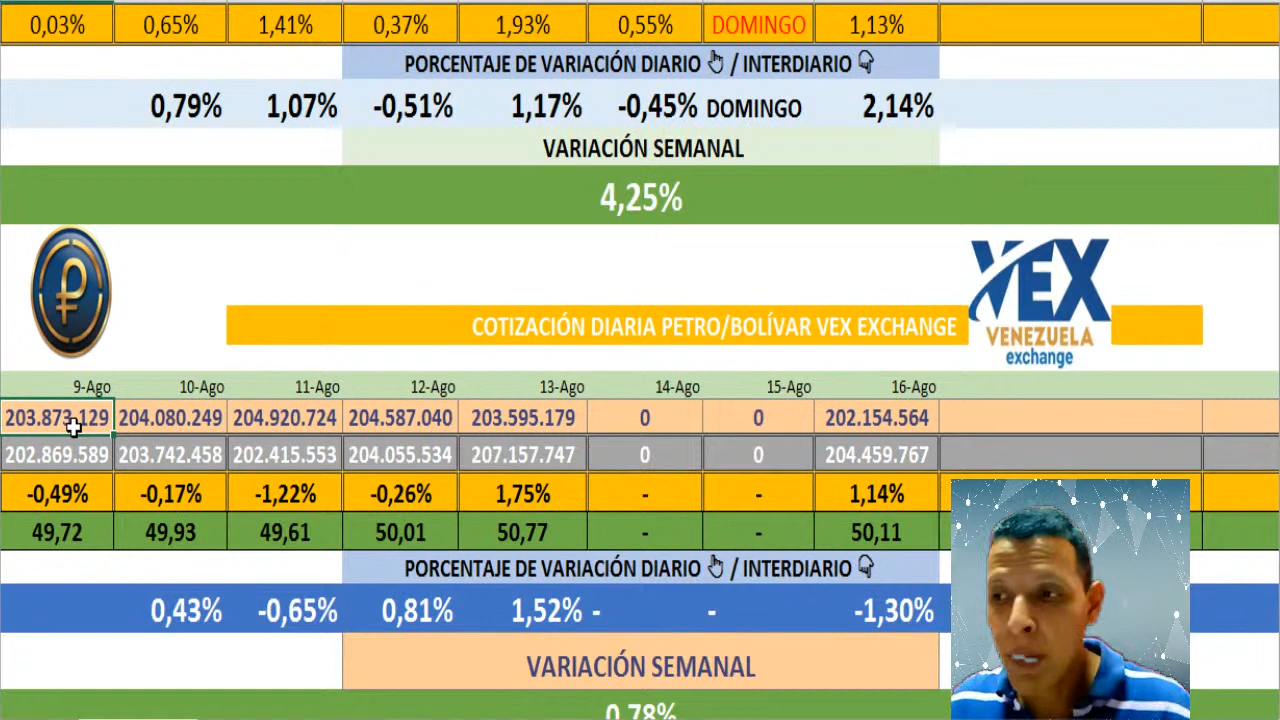 0,03% 0,65% 1,41% 0,37% 1,93% 0,55% DOMINGO 1,13%
PORCENTAJE DE VARIACIÓN DIARIO / INTERDIARIO
0,79% 1,07% -0,51% 1,17% -0,45% DOMINGO 2,14%
VARIACIÓN SEMANAL
4,25%
COTIZACIÓN DIARIA PETRO/BOLÍVAR VEX EXCHANGE
VEX
VENEZUELA
exchange
9-Ago 10-Ago 11-Ago 12-Ago 13-Ago 14-Ago 15-Ago 16-Ago
203.873.129 204.080.249 204.920.724 204.587.040 203.595.179 0 0 202.154.564
202.869.589 203.742.458 202.415.553 204.055.534 207.157.747 0 0 204.459.767
-0,49% -0,17% -1,22% -0,26% 1,75% - - 1,14%
49,72 49,93 49,61 50,01 50,77 - - 50,11
PORCENTAJE DE VARIACIÓN DIARIO / INTERDIARIO
0,43% -0,65% 0,81% 1,52% - - -1,30%
VARIACIÓN SEMANAL
0,78%